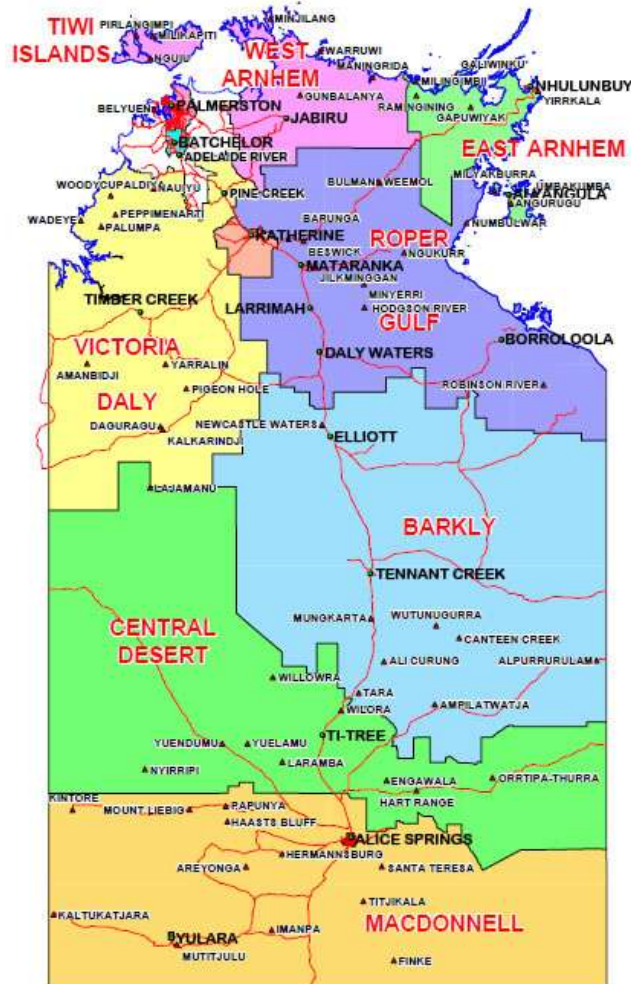 MINJILANG
TIWI
ISLANDS
PIRLANGIMPI
MILIKAPITI
NGUIU
WEST
ARNHEM
WARRUWI
MANINGRIDA
GALIWINKU
MILINGIMBII
NHULUNBUY
YIRRKALA
GUNBALANYA
RAMINGINING
GAPUWIYAK
BELYUEN
PALMERSTON
JABIRU
BATCHELOR
ADELAIDE RIVER
EAST ARNHEM
MILYAKBURRA
UMBAKUMBA
ALYANGULA
ANGURUGU
NUMBULWAR
WOODYCUPALDIYA
NAUIYU
PINE CREEK
BULMAN
WEEMOL
PEPPIMENARTI
WADEYE
PALUMPA
BARUNGA
KATHERINE
BESWICK
ROPER
NGUKURR
MATARANKA
JILKMINGGAN
MINYERRI
HODGSON RIVER
TIMBER CREEK
LARRIMAH
GULF
VICTORIA
YARRALIN
AMANBIDJI
DALY WATERS
BORROLOOLA
DALY
PIGEON HOLE
ROBINSON RIVER
DAGURAGU
KALKARINDJI
NEWCASTLE WATERS
ELLIOTT
LAJAMANU
BARKLY
TENNANT CREEK
MUNGKARTA
WUTUNUGURRA
CANTEEN CREEK
CENTRAL
DESERT
ALI CURUNG
ALPURRURULAM
WILLOWRA
TARA
WILORA
AMPILATWATJA
TI-TREE
YUENDUMU
YUELAMU
LARAMBA
NYIRRIPI
ENGAWALA
ORRTIPA-THURRA
HART RANGE
KINTORE
MOUNT LIEBIG
PAPUNYA
HAASTS BLUFF
ALICE SPRINGS
HERMANNSBURG
AREYONGA
SANTA TERESA
TITJIKALA
KALTUKATJARA
MACDONNELL
YULARA
IMANPA
MUTITJULU
FINKE